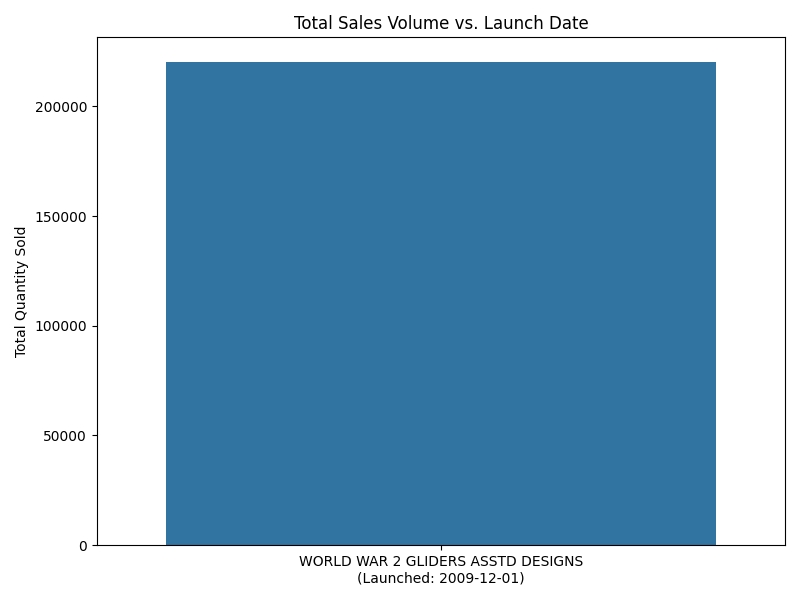 Total Sales Volume vs. Launch Date
Total Quantity Sold
200000
150000
100000
50000
0
WORLD WAR 2 GLIDERS ASSTD DESIGNS
(Launched: 2009-12-01)